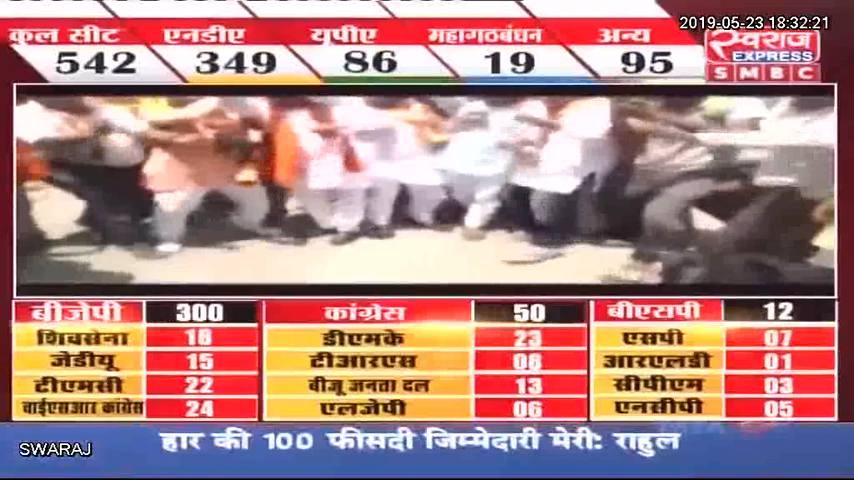 2019-05-23 18:32:21
कुल सीट एनडीए यूपीए महागठबंधन अन्य
542 349 86 19 95
स्वराज
EXPRESS
SMBC
बीजेपी 300 कांग्रेस 50 बीएसपी 12
शिवसेना 18 डीएमके 23 एसपी 07
जेडीयू 15 टीआरएस 08 आरएलडी 01
टीएमसी 22 बीजू जनता दल 13 सीपीएम 03
वाईएसआर कांग्रेस 24 एलजेपी 06 एनसीपी 05
SWARAJ हार की 100 फीसदी जिम्मेदारी मेरी: राहुल